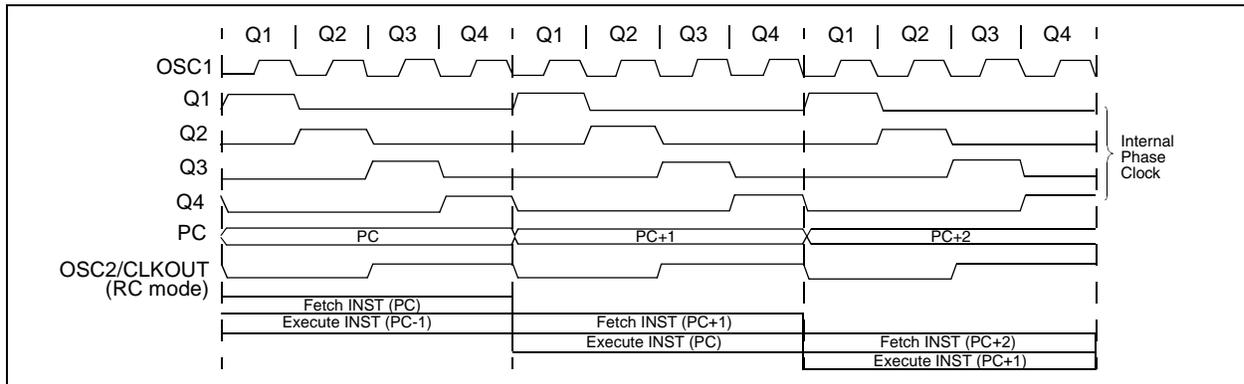 Q1 Q2 Q3 Q4 Q1 Q2 Q3 Q4 Q1 Q2 Q3 Q4
OSC1
Q1
Q2
Q3
Q4
Internal
Phase
Clock
PC
PC PC+1 PC+2
OSC2/CLKOUT
(RC mode)
Fetch INST (PC)
Execute INST (PC-1) Fetch INST (PC+1)
Execute INST (PC) Fetch INST (PC+2)
Execute INST (PC+1)